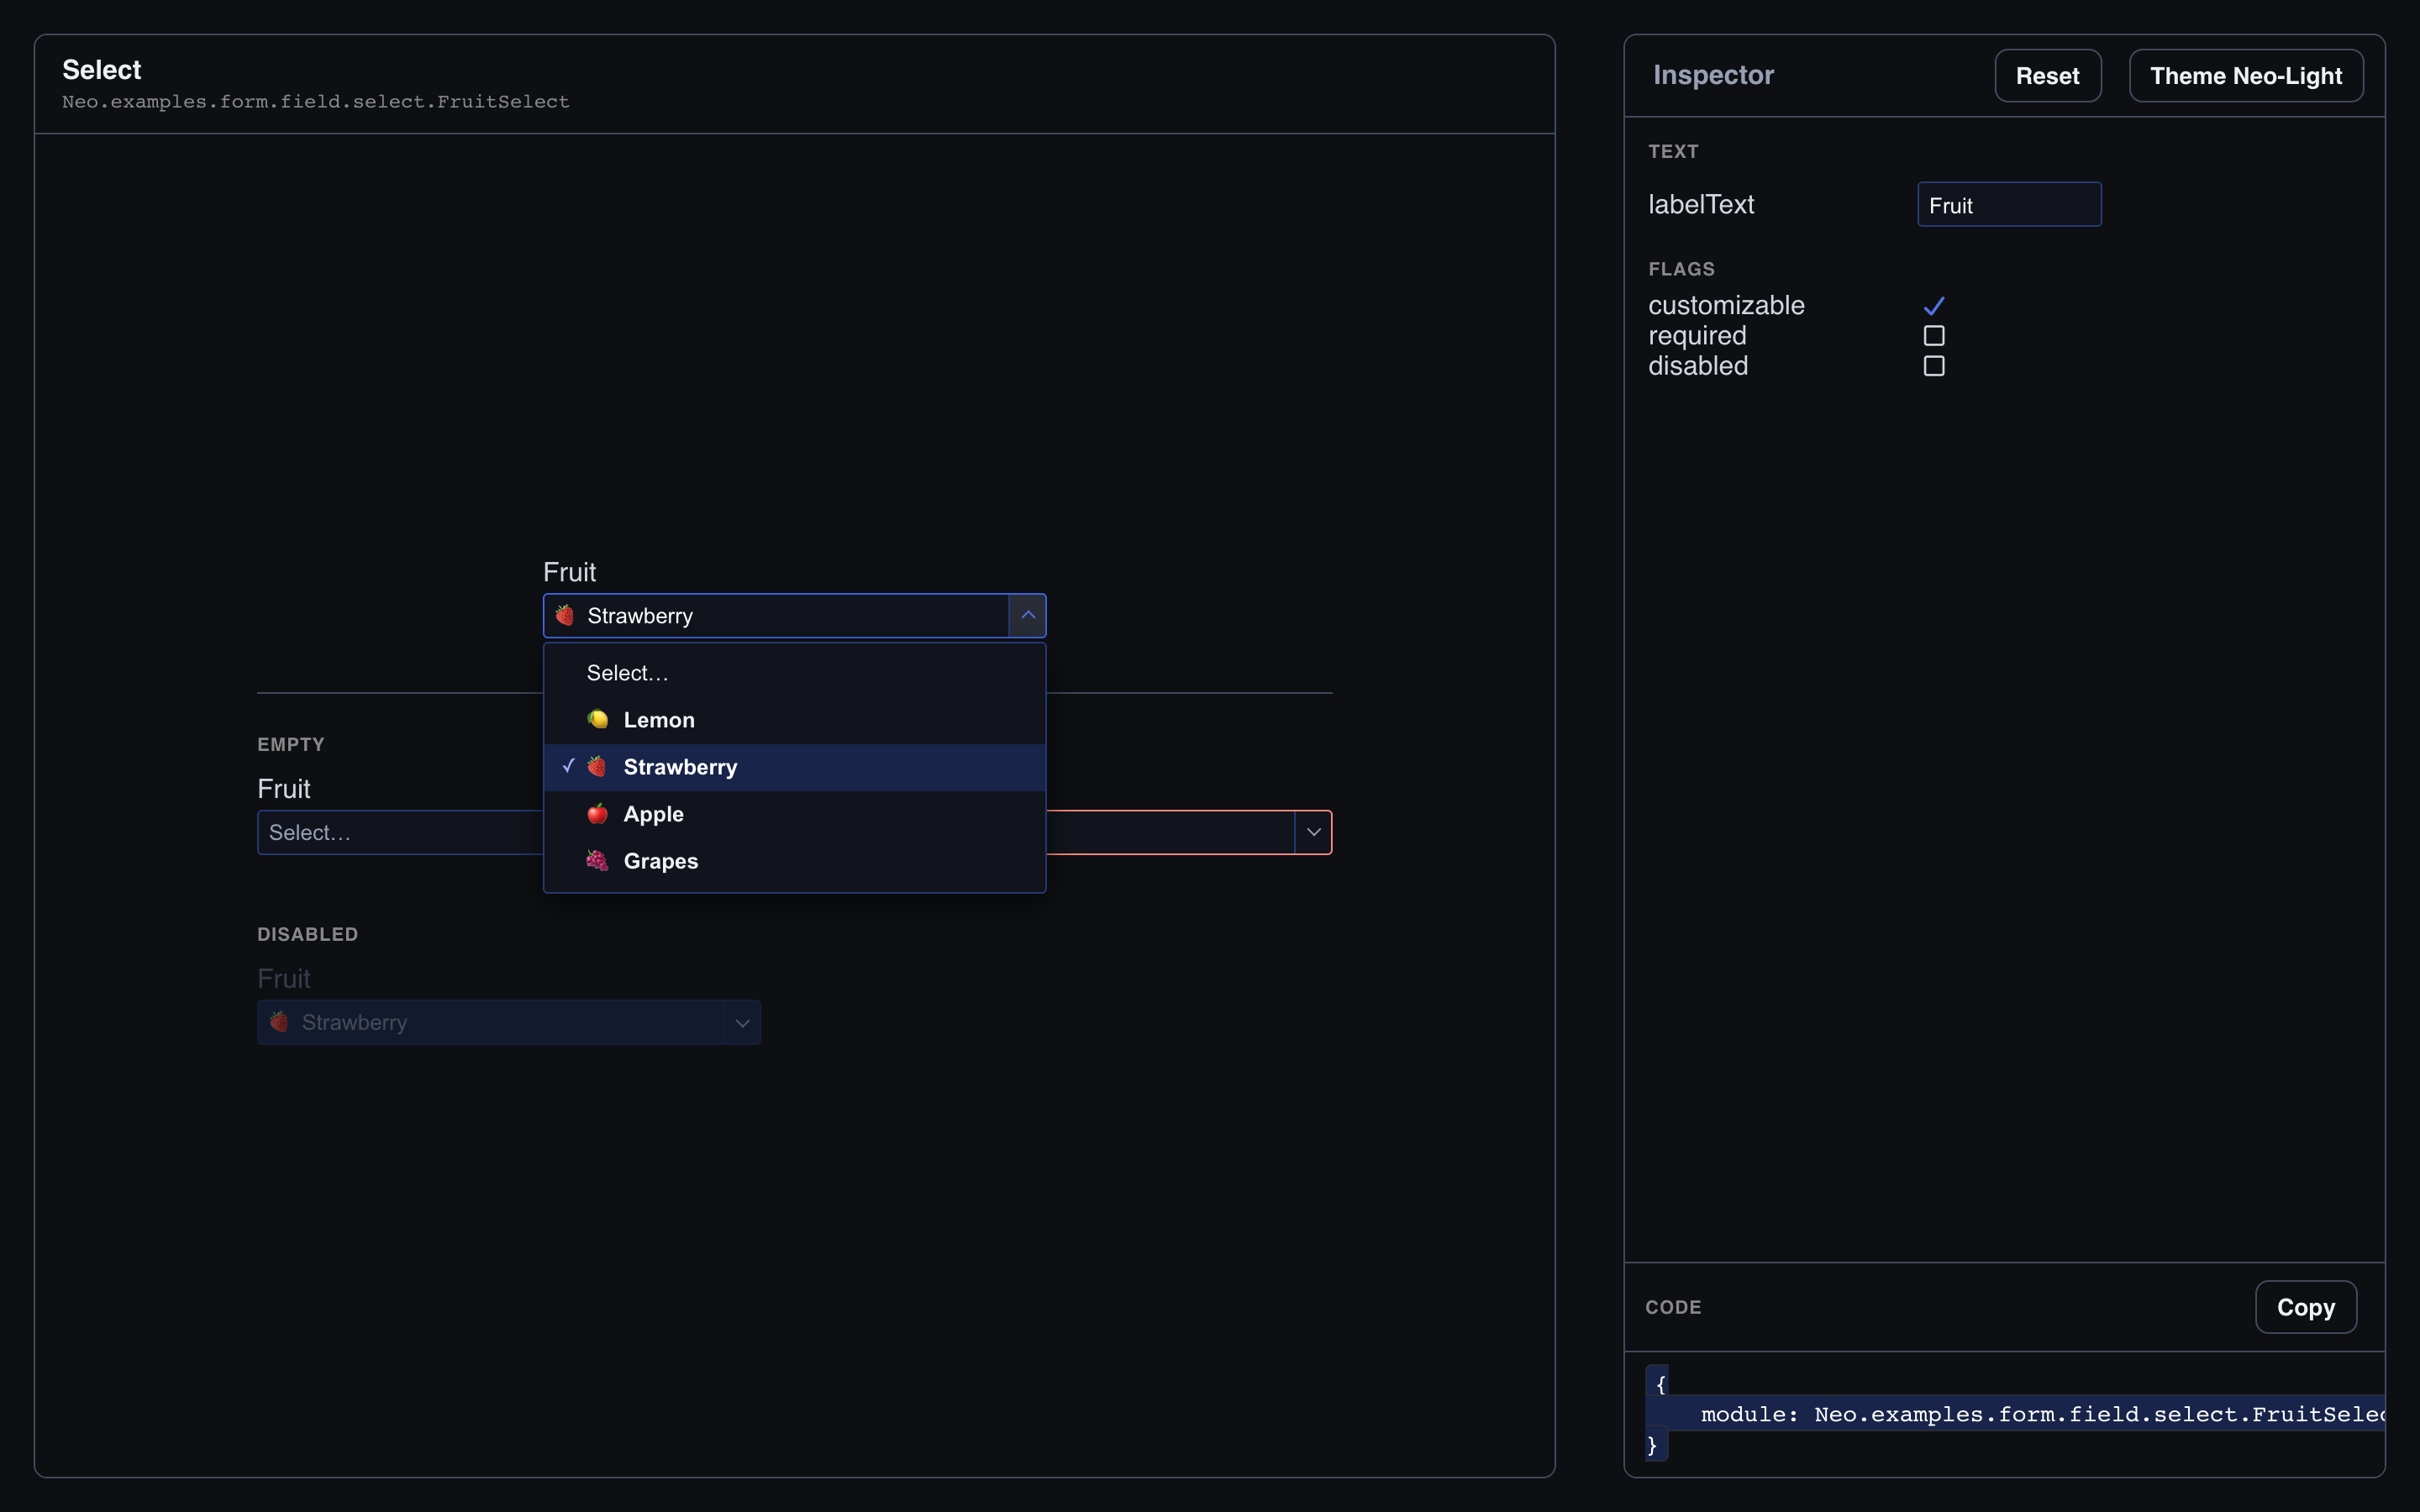 Select
Neo.examples.form.field.select.FruitSelect
Fruit
Strawberry
Select...
Lemon
✓ Strawberry
Apple
Grapes
EMPTY
Fruit
Select...
DISABLED
Fruit
Strawberry
Inspector
Reset
Theme Neo-Light
TEXT
labelText
Fruit
FLAGS
customizable
required
disabled
CODE
Copy
{
module: Neo.examples.form.field.select.FruitSelec
}